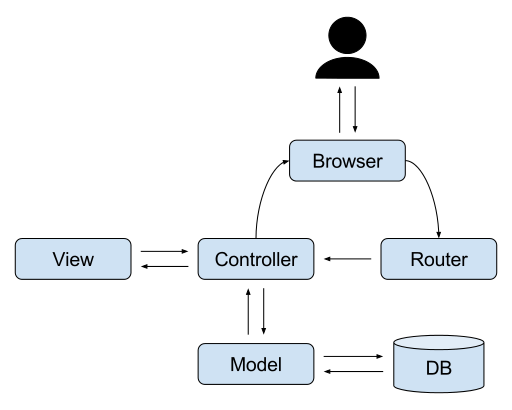 Browser
View
Controller
Router
Model
DB